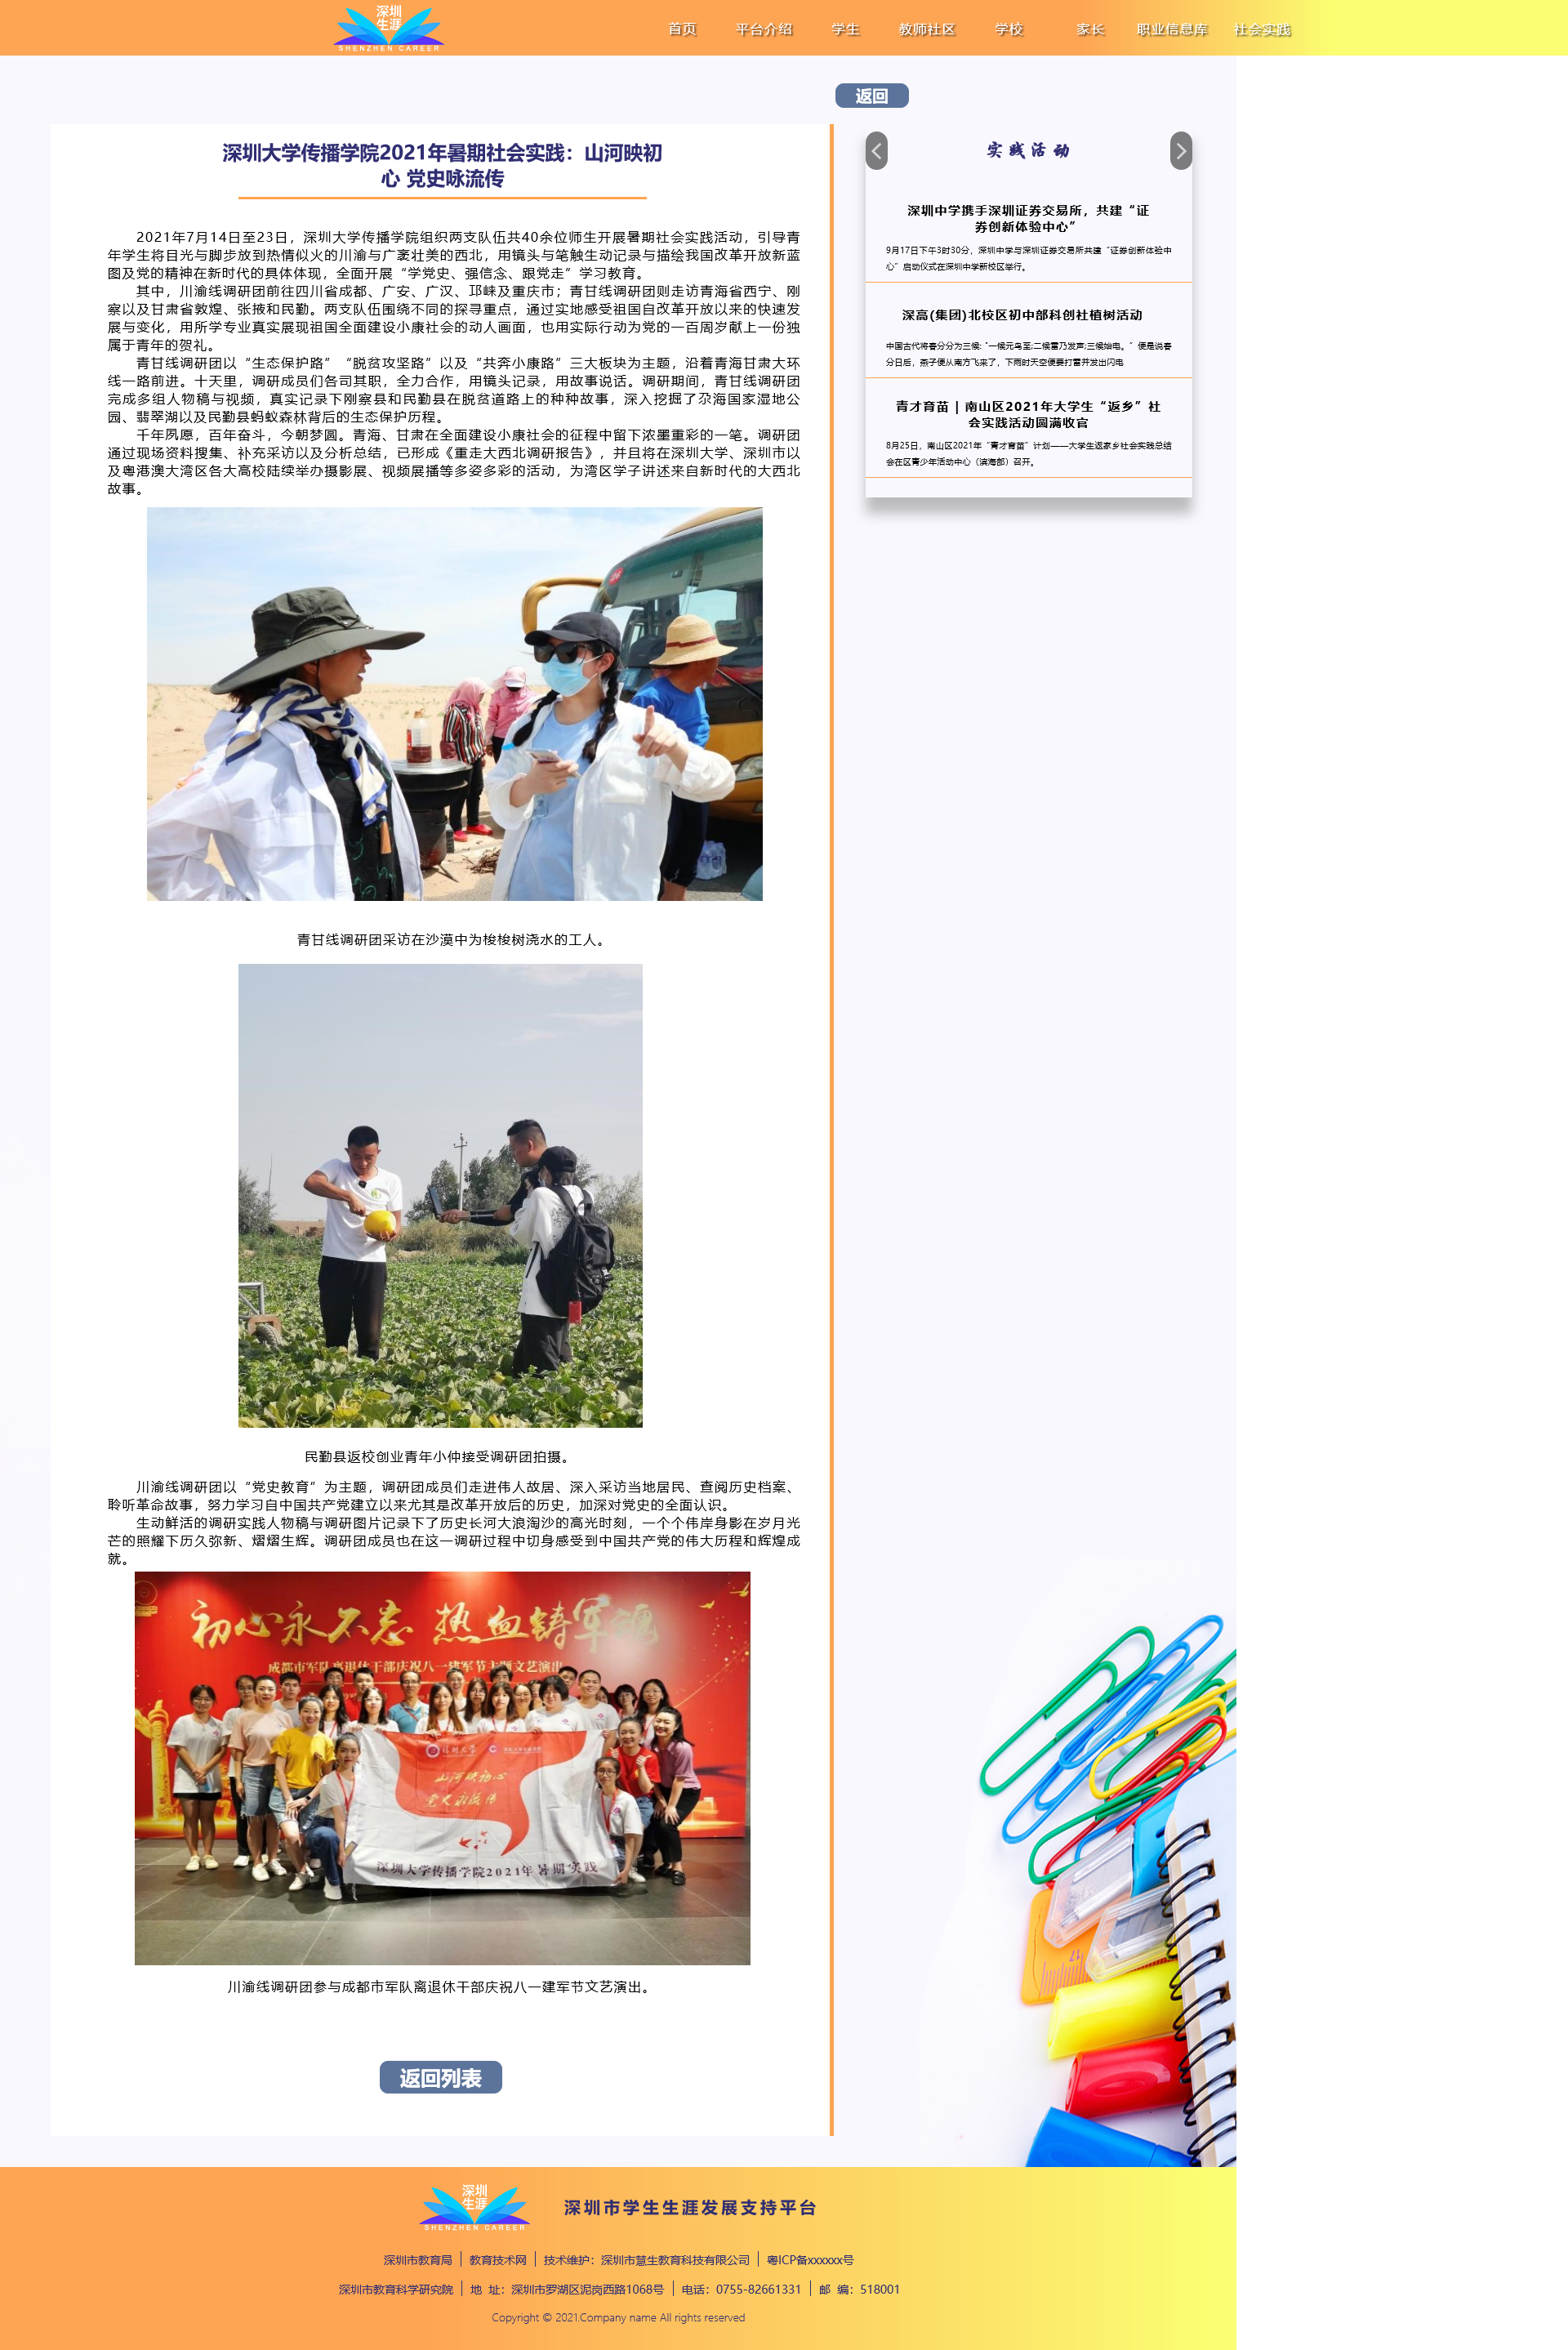 深圳
生涯
SHENZHEN CAREER
首页 平台介绍 学生 教师社区 学校 家长 职业信息库 社会实践
返回
深圳大学传播学院2021年暑期社会实践：山河映初
心 党史咏流传
2021年7月14日至23日，深圳大学传播学院组织两支队伍共40余位师生开展暑期社会实践活动，引导青
年学生将目光与脚步放到热情似火的川渝与广袤壮美的西北，用镜头与笔触生动记录与描绘我国改革开放新蓝
图及党的精神在新时代的具体体现，全面开展“学党史、强信念、跟党走”学习教育。
其中，川渝线调研团前往四川省成都、广安、广汉、邛崃及重庆市；青甘线调研团则走访青海省西宁、刚
察以及甘肃省敦煌、张掖和民勤。两支队伍围绕不同的探寻重点，通过实地感受祖国自改革开放以来的快速发
展与变化，用所学专业真实展现祖国全面建设小康社会的动人画面，也用实际行动为党的一百周岁献上一份独
属于青年的贺礼。
青甘线调研团以“生态保护路”“脱贫攻坚路”以及“共奔小康路”三大板块为主题，沿着青海甘肃大环
线一路前进。十天里，调研成员们各司其职，全力合作，用镜头记录，用故事说话。调研期间，青甘线调研团
完成多组人物稿与视频，真实记录下刚察县和民勤县在脱贫道路上的种种故事，深入挖掘了尕海国家湿地公
园、翡翠湖以及民勤县蚂蚁森林背后的生态保护历程。
千年夙愿，百年奋斗，今朝梦圆。青海、甘肃在全面建设小康社会的征程中留下浓墨重彩的一笔。调研团
通过现场资料搜集、补充采访以及分析总结，已形成《重走大西北调研报告》，并且将在深圳大学、深圳市以
及粤港澳大湾区各大高校陆续举办摄影展、视频展播等多姿多彩的活动，为湾区学子讲述来自新时代的大西北
故事。
青甘线调研团采访在沙漠中为梭梭树浇水的工人。
民勤县返校创业青年小仲接受调研团拍摄。
川渝线调研团以“党史教育”为主题，调研团成员们走进伟人故居、深入采访当地居民、查阅历史档案、
聆听革命故事，努力学习自中国共产党建立以来尤其是改革开放后的历史，加深对党史的全面认识。
生动鲜活的调研实践人物稿与调研图片记录下了历史长河大浪淘沙的高光时刻，一个个伟岸身影在岁月光
芒的照耀下历久弥新、熠熠生辉。调研团成员也在这一调研过程中切身感受到中国共产党的伟大历程和辉煌成
就。
初心永不忘 热血铸军魂
成都市军队离退休干部庆祝八一建军节主题文艺演出
深圳大学
山河映初心
党史咏流传
深圳大学传播学院2021年暑期实践
川渝线调研团参与成都市军队离退休干部庆祝八一建军节文艺演出。
返回列表
实践活动
深圳中学携手深圳证券交易所，共建“证
券创新体验中心”
9月17日下午3时30分，深圳中学与深圳证券交易所共建“证券创新体验中
心”启动仪式在深圳中学新校区举行。
深高(集团)北校区初中部科创社植树活动
中国古代将春分分为三候:“一候元鸟至;二候雷乃发声;三候始电。”便是说春
分日后，燕子便从南方飞来了，下雨时天空便要打雷并发出闪电
青才育苗 | 南山区2021年大学生“返乡”社
会实践活动圆满收官
8月25日，南山区2021年“青才育苗”计划——大学生返家乡社会实践总结
会在区青少年活动中心（滨海部）召开。
深圳
生涯
SHENZHEN CAREER
深圳市学生生涯发展支持平台
深圳市教育局 教育技术网 技术维护：深圳市慧生教育科技有限公司 粤ICP备xxxxxx号
深圳市教育科学研究院 地 址：深圳市罗湖区泥岗西路1068号 电话：0755-82661331 邮 编：518001
Copyright © 2021.Company name All rights reserved